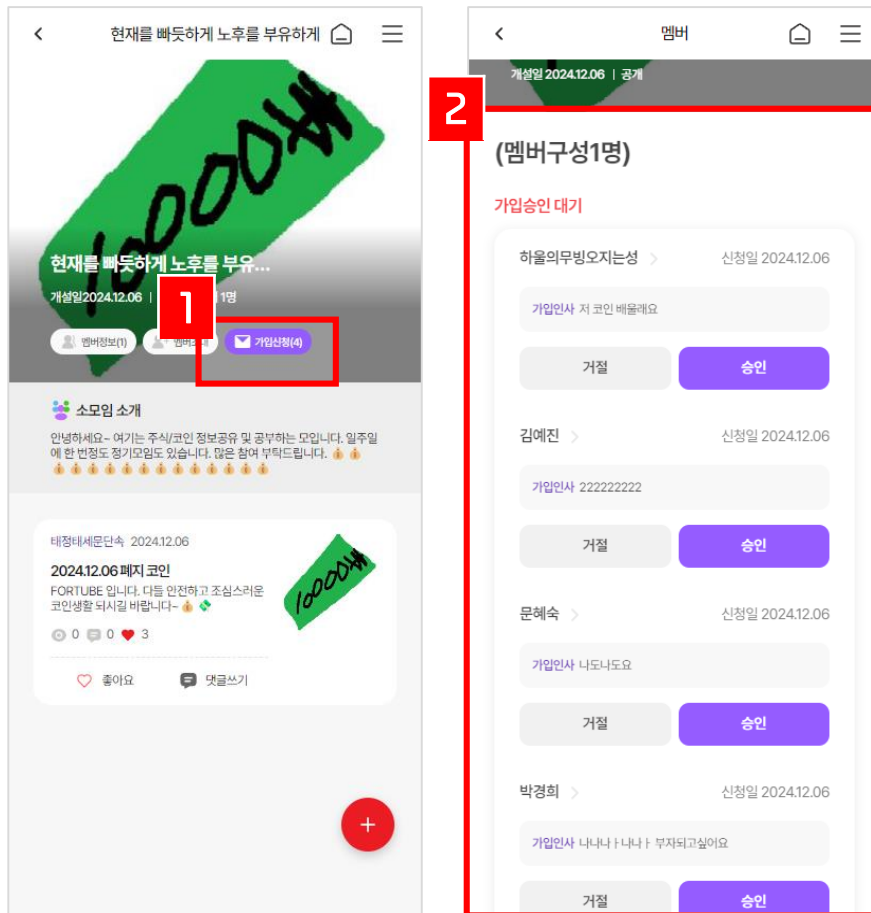 현재를 빠듯하게 노후를 부유하게
10000₩
현재를 빠듯하게 노후를 부유...
개설일2024.12.06 |
1명
1
멤버정보(1)
가입신청(4)
소모임 소개
안녕하세요~ 여기는 주식/코인 정보공유 및 공부하는 모입니다. 일주일
에 한 번정도 정기모임도 있습니다. 많은 참여 부탁드립니다. 💰 💰
💰 💰 💰 💰 💰 💰 💰 💰 💰 💰 💰 💰 💰
태정태세문단속 2024.12.06
2024.12.06 폐지 코인
FORTUBE 입니다. 다들 안전하고 조심스러운
코인생활 되시길 바랍니다~ 💰 💸
10000₩
0 0 3
좋아요 댓글쓰기
+
멤버
개설일 2024.12.06 | 공개
2
(멤버구성1명)
가입승인 대기
하울의무빙오지는성 신청일 2024.12.06
가입인사 저 코인 배울래요
거절 승인
김예진 신청일 2024.12.06
가입인사 222222222
거절 승인
문혜숙 신청일 2024.12.06
가입인사 나도나도요
거절 승인
박경희 신청일 2024.12.06
가입인사 나나나ㅏ나나ㅏ 부자되고싶어요
거절 승인